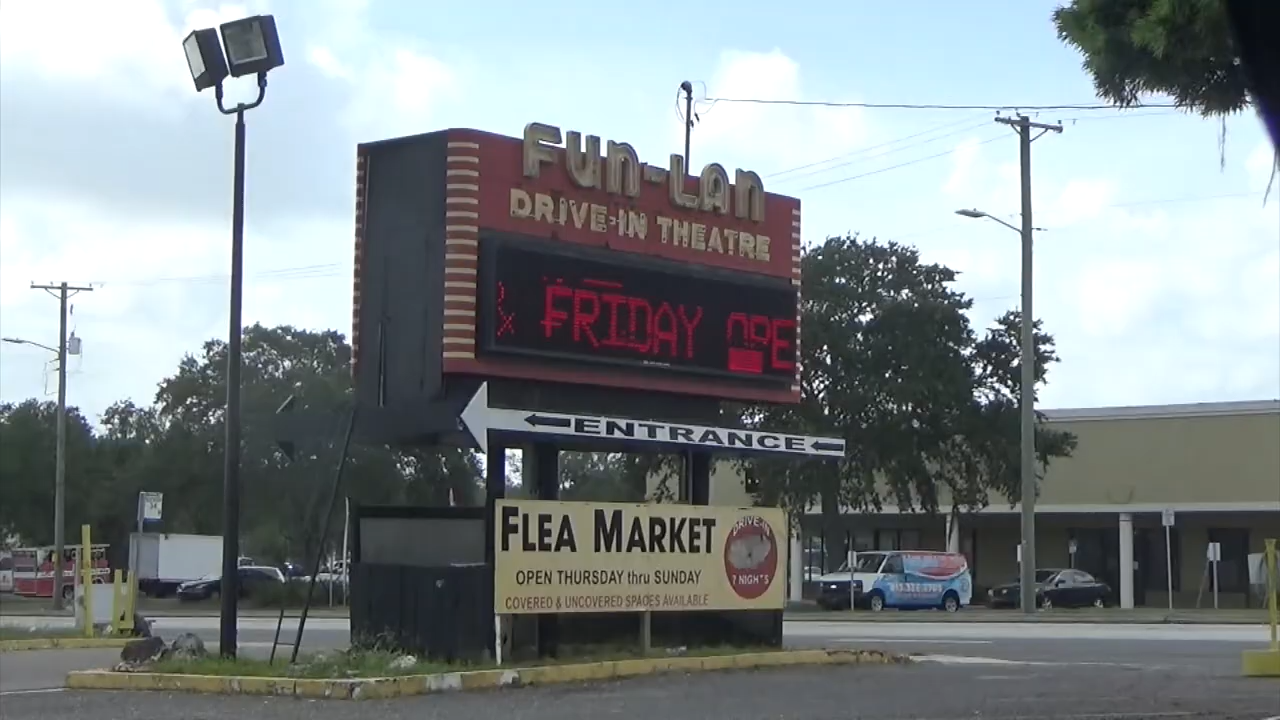 FUN-LAN
DRIVE-IN THEATRE
& FRIDAY OPE
ENTRANCE
FLEA MARKET
OPEN THURSDAY thru SUNDAY
COVERED & UNCOVERED SPACES AVAILABLE
DRIVE-IN
7 NIGHTS